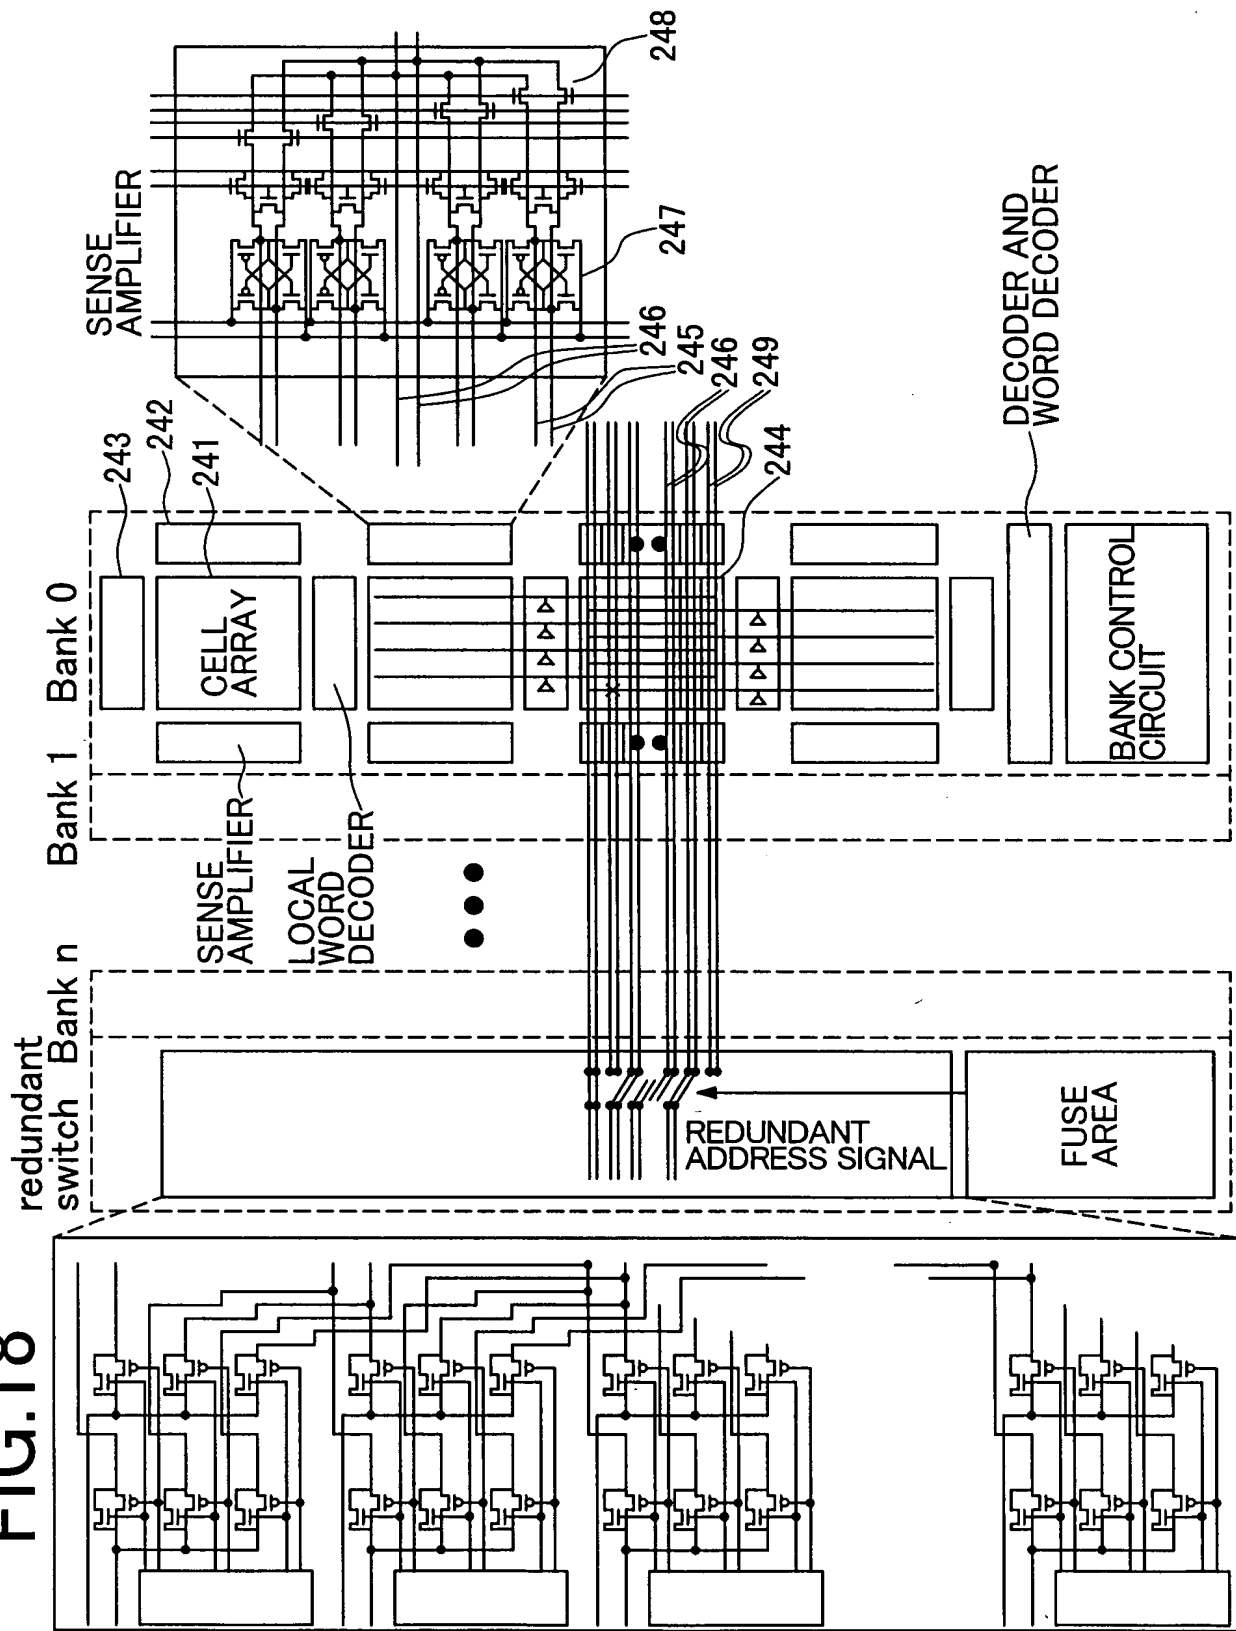 FIG.18
redundant
switch
Bank n
Bank 1
Bank 0
SENSE
AMPLIFIER
LOCAL
WORD
DECODER
CELL
ARRAY
243
242
241
SENSE
AMPLIFIER
248
247
246
245
246
249
244
DECODER AND
WORD DECODER
BANK CONTROL
CIRCUIT
REDUNDANT
ADDRESS SIGNAL
FUSE
AREA